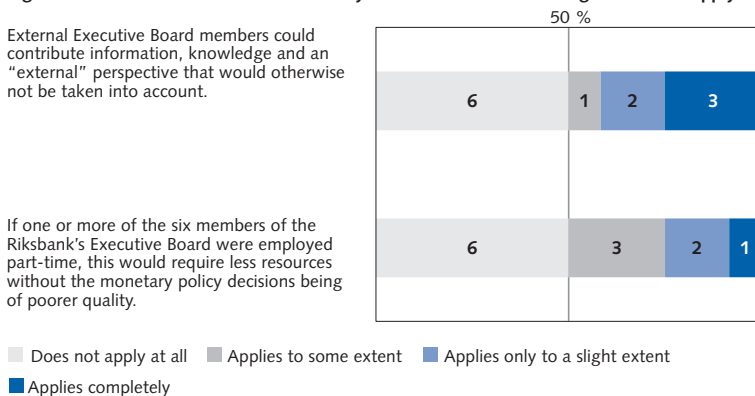 50 %
External Executive Board members could
contribute information, knowledge and an
“external” perspective that would otherwise
not be taken into account.
6 1 2 3
If one or more of the six members of the
Riksbank’s Executive Board were employed
part-time, this would require less resources
without the monetary policy decisions being
of poorer quality.
6 3 2 1
Does not apply at all Applies to some extent Applies only to a slight extent
Applies completely